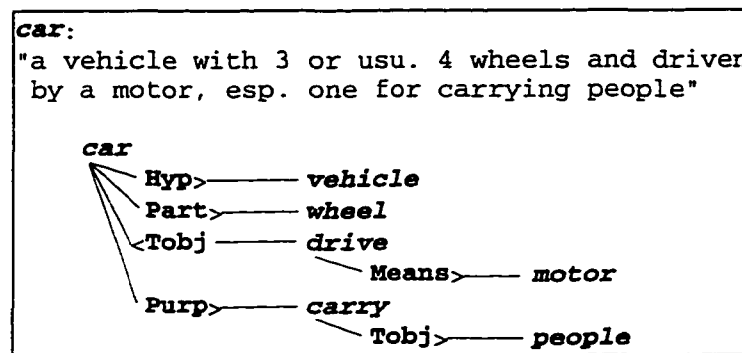 car:
"a vehicle with 3 or usu. 4 wheels and driven
by a motor, esp. one for carrying people"
car
Hyp> vehicle
Part> wheel
<Tobj drive
Means> motor
Purp> carry
Tobj> people